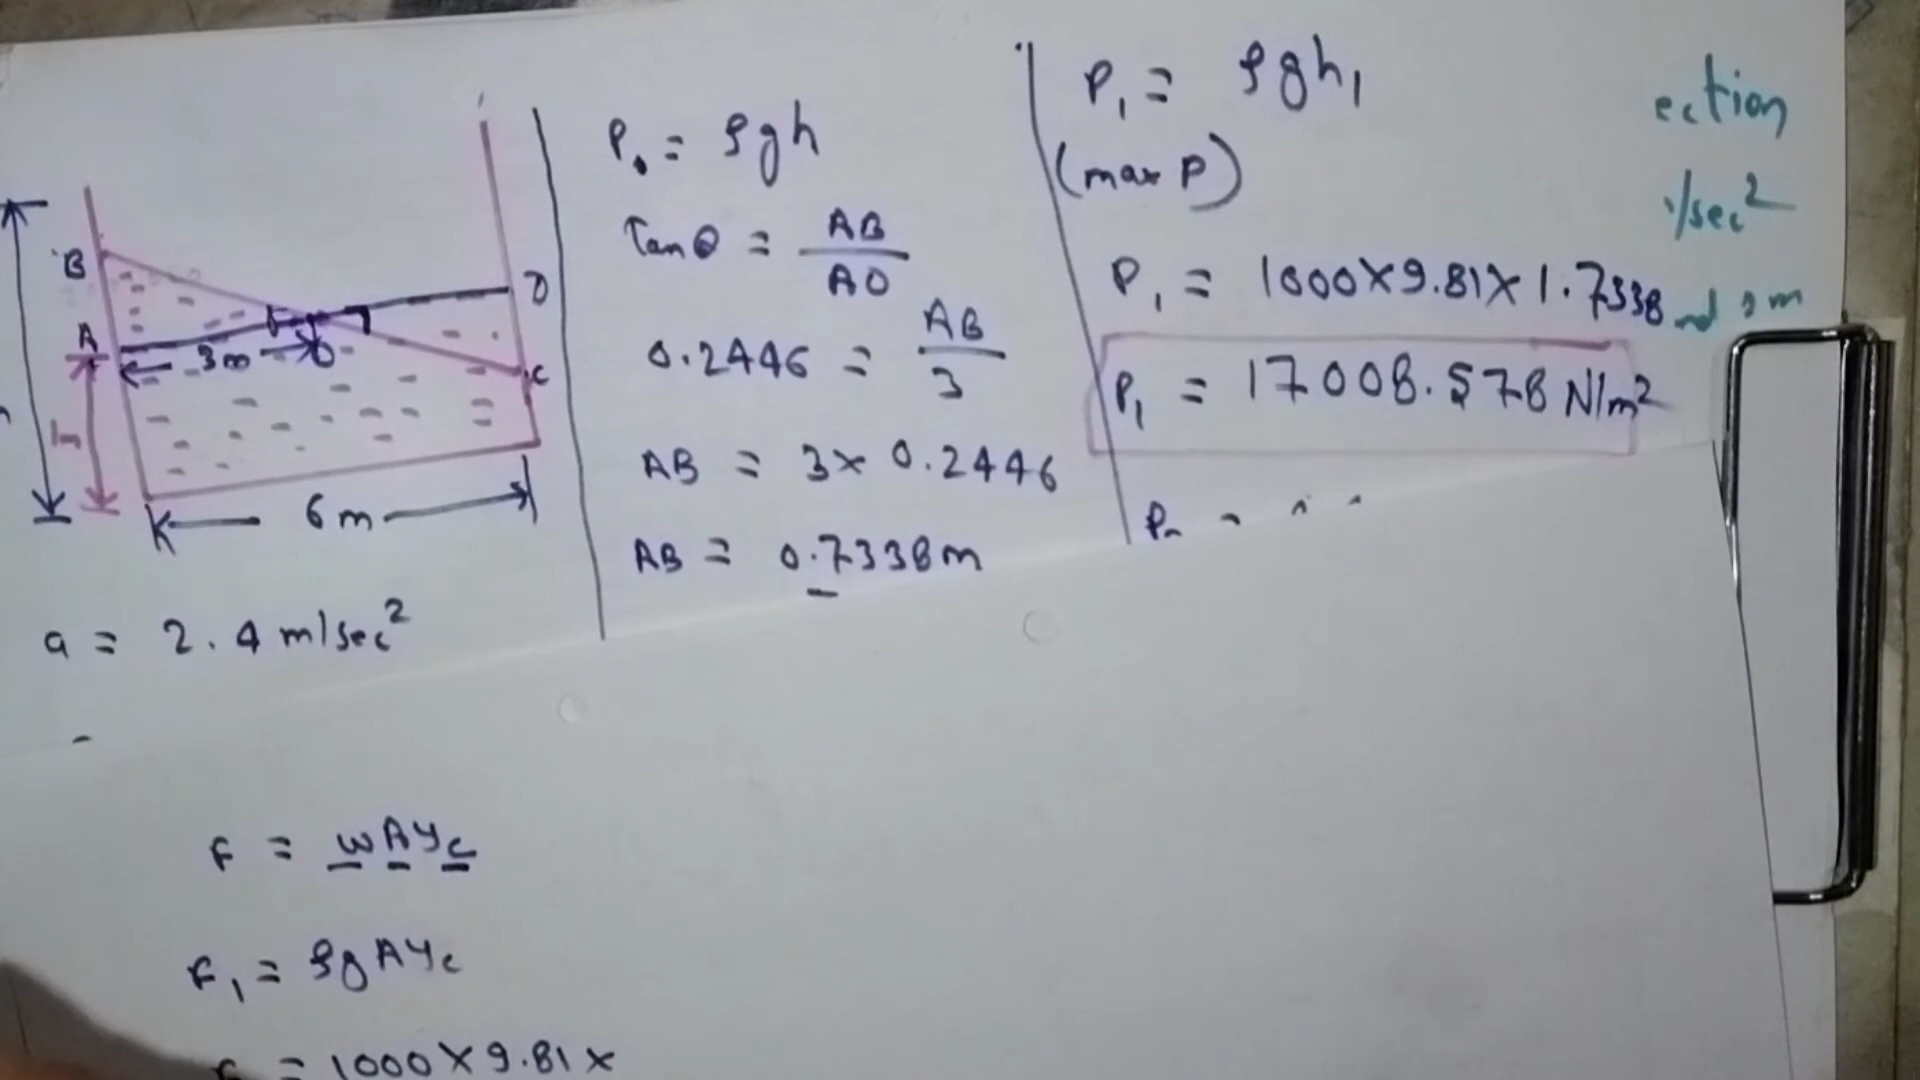 B
A
D
3m
O
C
1m
6 m
a = 2.4 m/sec²
P. = ρgh
Tanθ = AB / AO
0.2446 = AB / 3
AB = 3 × 0.2446
AB = 0.7338m
P₁ = ρgh₁
(max P)
P₁ = 1000×9.81×1.7338
P₁ = 17008.578 N/m²
ection
/sec²
m
F = wAyc
F₁ = ρgAyc
= 1000×9.81×